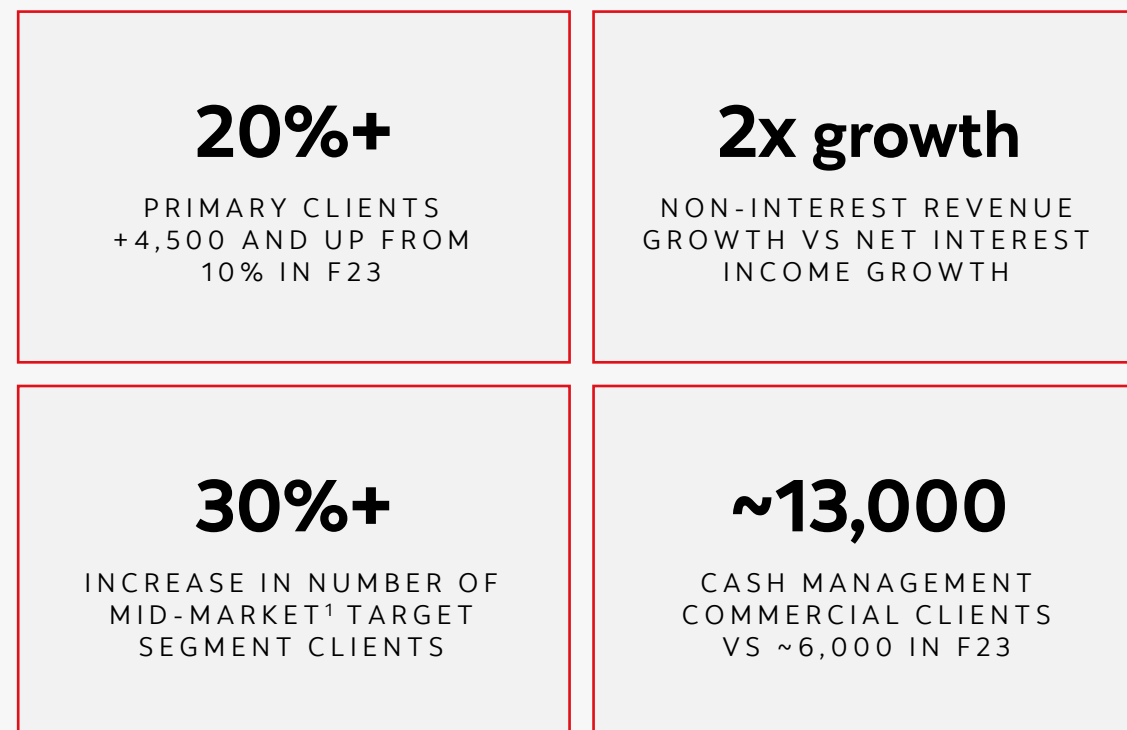 20%+
PRIMARY CLIENTS
+4,500 AND UP FROM
10% IN F23
2x growth
NON-INTEREST REVENUE
GROWTH VS NET INTEREST
INCOME GROWTH
30%+
INCREASE IN NUMBER OF
MID-MARKET¹ TARGET
SEGMENT CLIENTS
~13,000
CASH MANAGEMENT
COMMERCIAL CLIENTS
VS ~6,000 IN F23